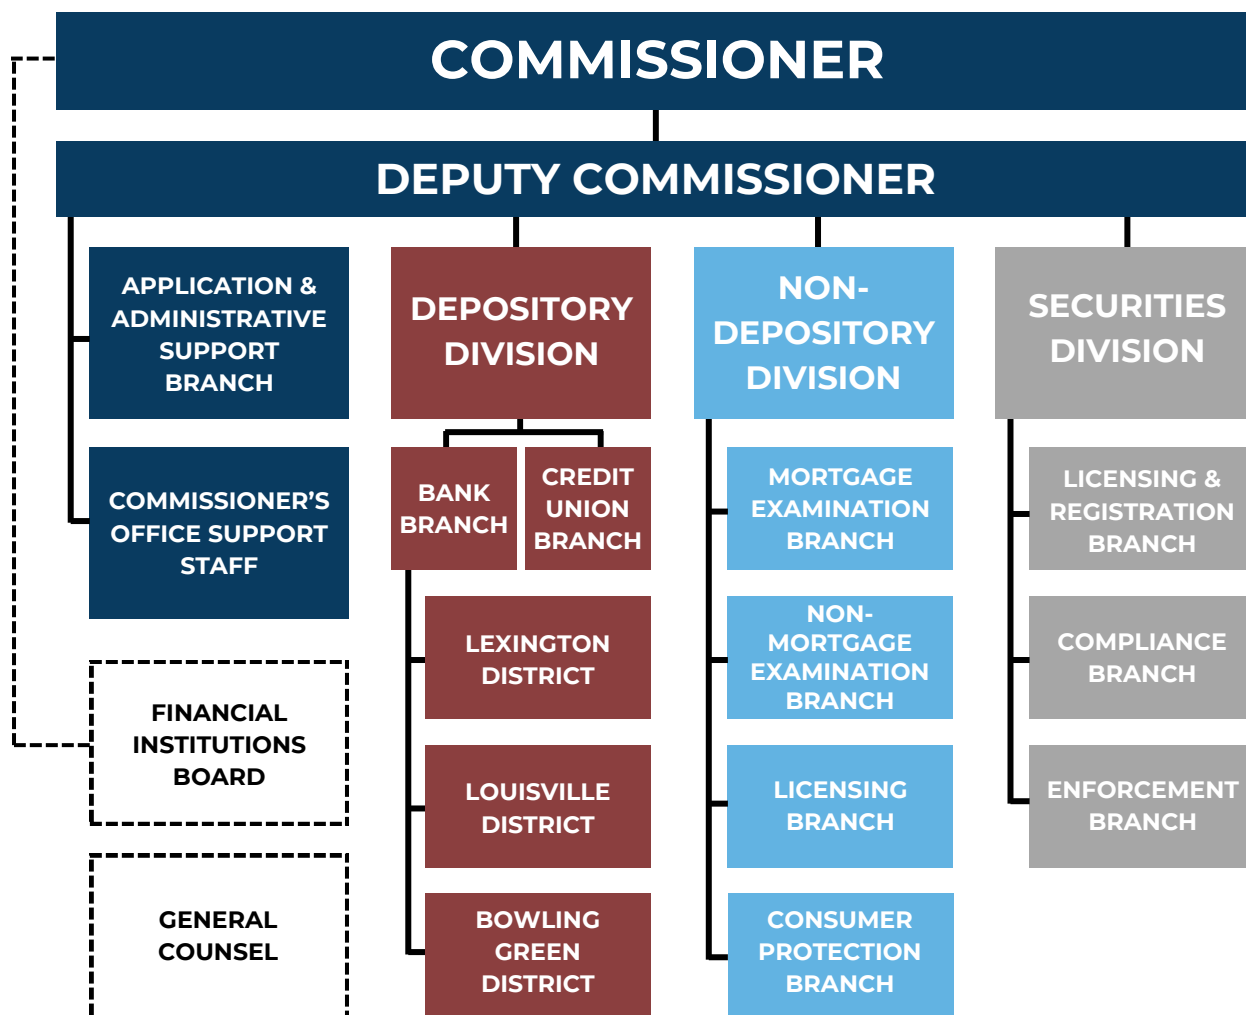 COMMISSIONER
DEPUTY COMMISSIONER
APPLICATION &
ADMINISTRATIVE
SUPPORT
BRANCH
COMMISSIONER’S
OFFICE SUPPORT
STAFF
FINANCIAL
INSTITUTIONS
BOARD
GENERAL
COUNSEL
DEPOSITORY
DIVISION
BANK
BRANCH
CREDIT
UNION
BRANCH
LEXINGTON
DISTRICT
LOUISVILLE
DISTRICT
BOWLING
GREEN
DISTRICT
NON-
DEPOSITORY
DIVISION
MORTGAGE
EXAMINATION
BRANCH
NON-
MORTGAGE
EXAMINATION
BRANCH
LICENSING
BRANCH
CONSUMER
PROTECTION
BRANCH
SECURITIES
DIVISION
LICENSING &
REGISTRATION
BRANCH
COMPLIANCE
BRANCH
ENFORCEMENT
BRANCH